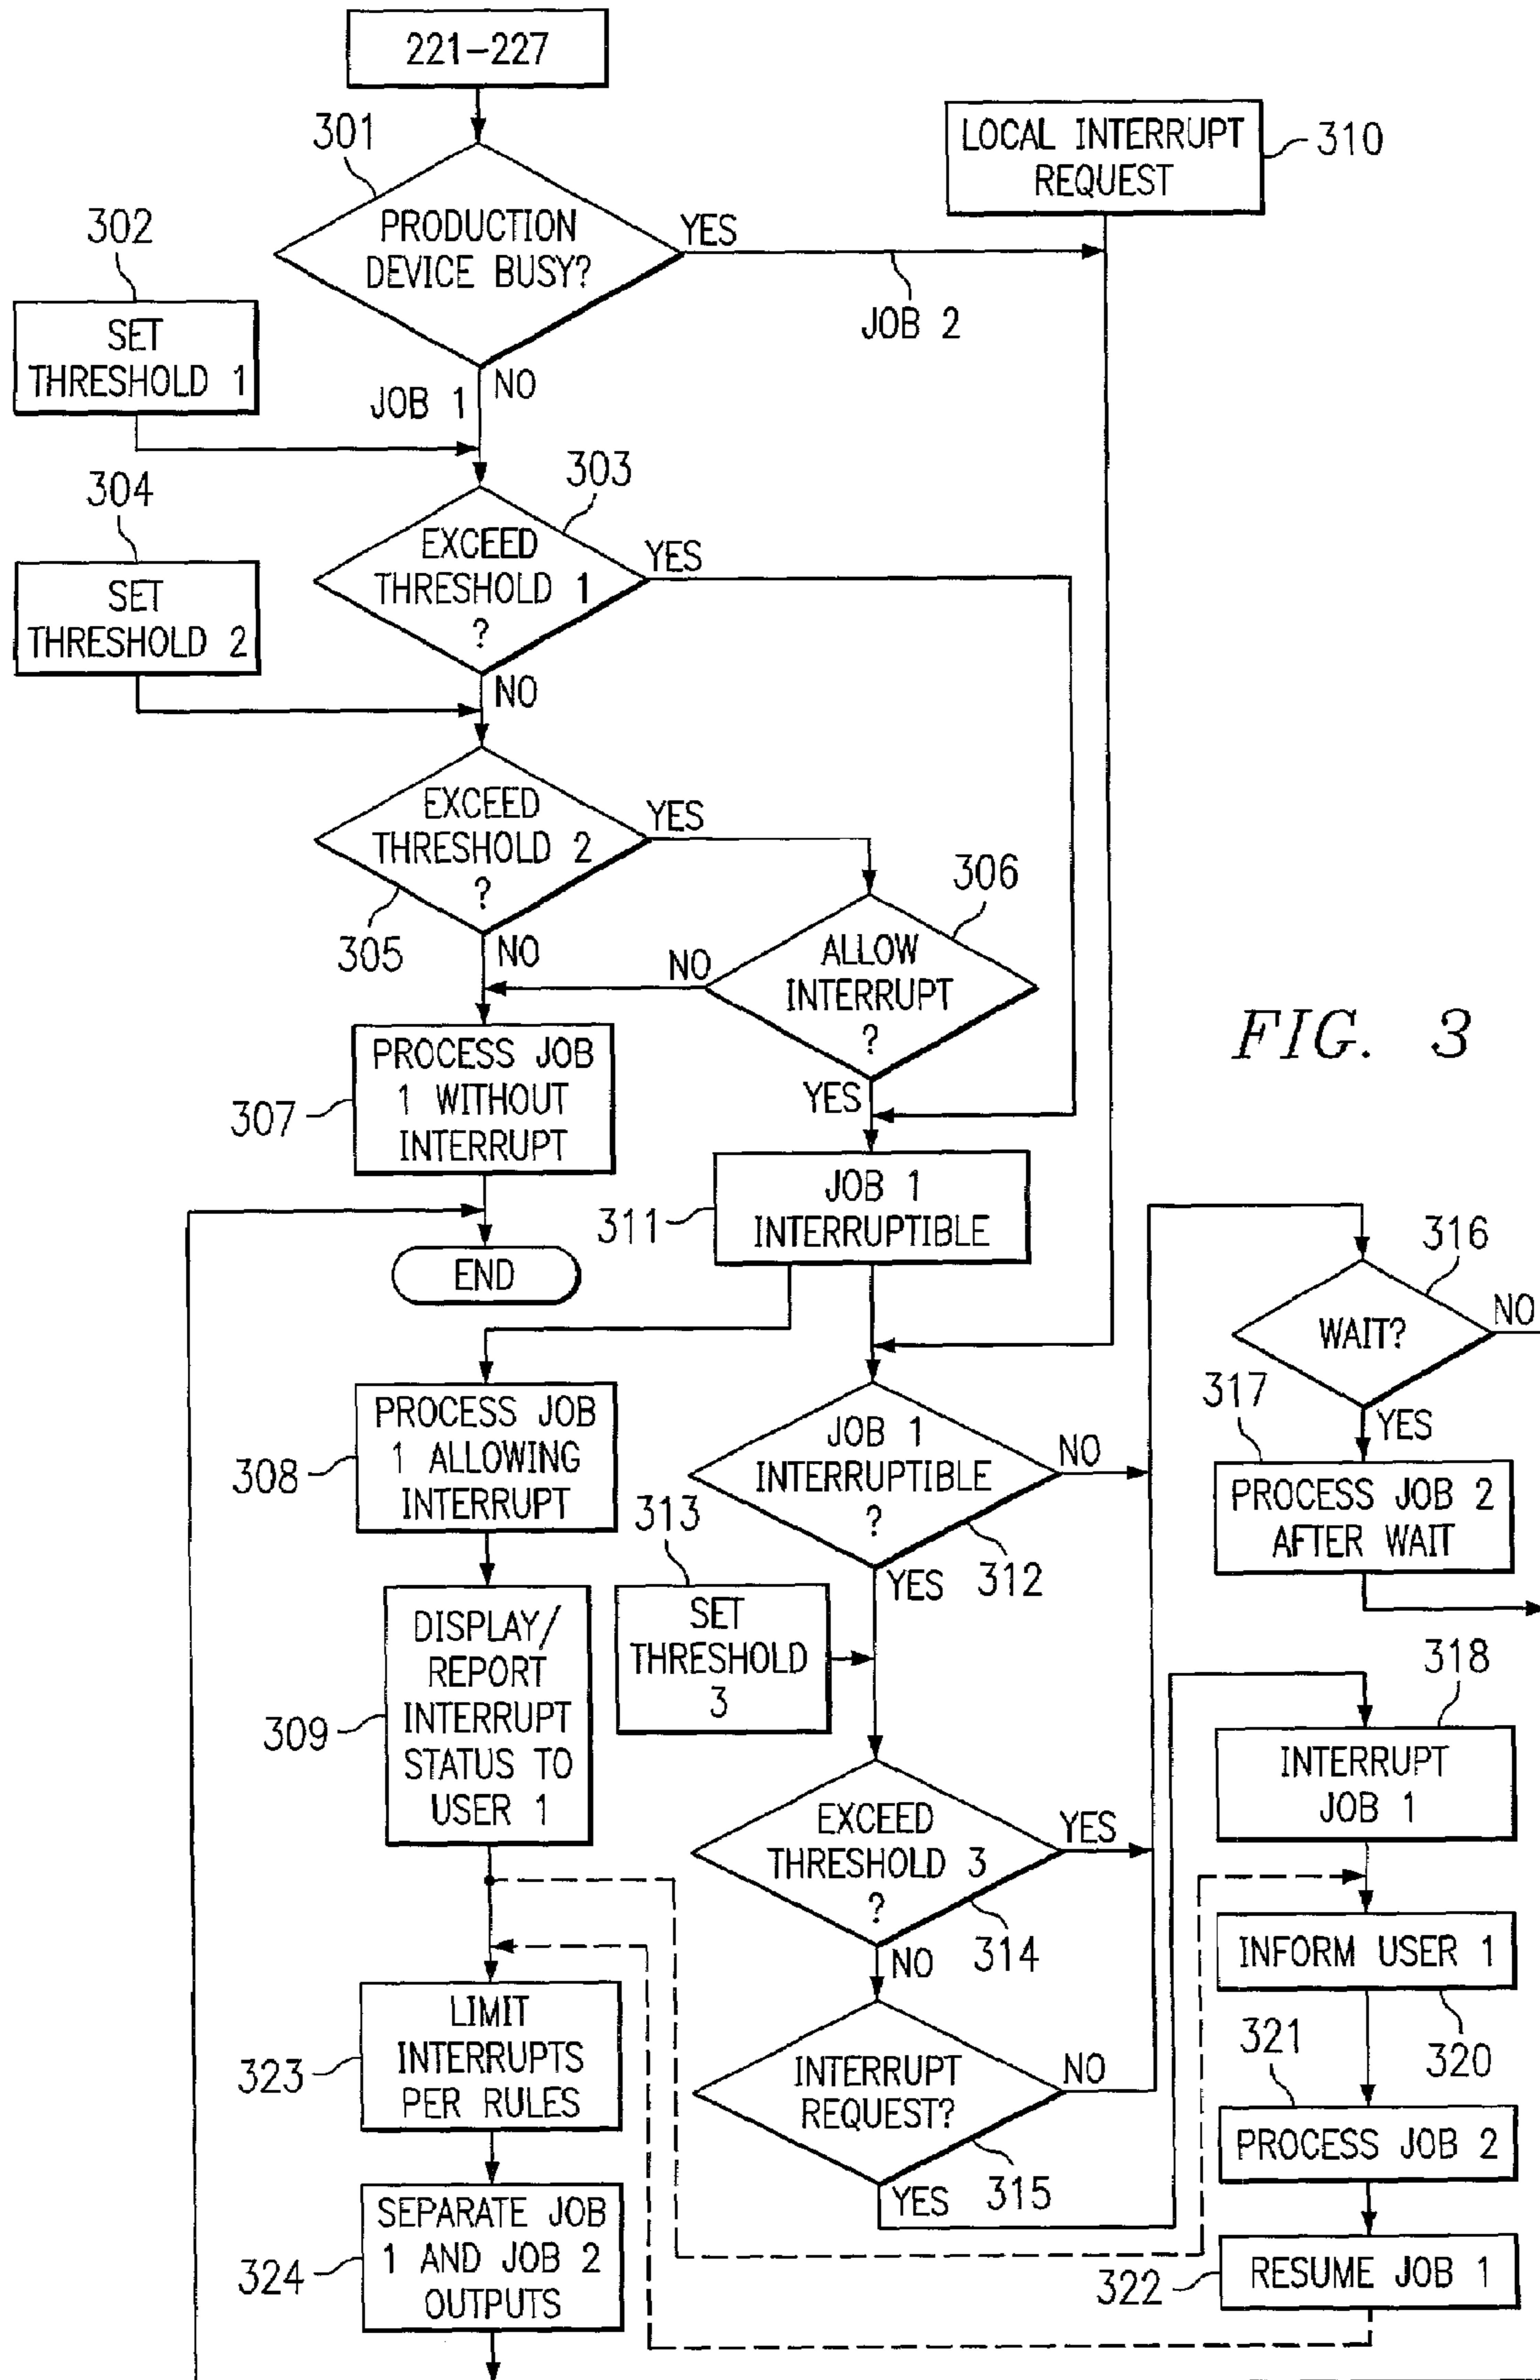 221-227
301
PRODUCTION
DEVICE BUSY?
YES
JOB 2
LOCAL INTERRUPT
REQUEST
310
302
SET
THRESHOLD 1
JOB 1
NO
303
EXCEED
THRESHOLD 1
?
YES
NO
304
SET
THRESHOLD 2
EXCEED
THRESHOLD 2
?
YES
305
NO
306
ALLOW
INTERRUPT
?
NO
YES
FIG. 3
PROCESS JOB
1 WITHOUT
INTERRUPT
307
END
JOB 1
INTERRUPTIBLE
311
316
WAIT?
NO
YES
317
PROCESS JOB 2
AFTER WAIT
PROCESS JOB
1 ALLOWING
INTERRUPT
308
JOB 1
INTERRUPTIBLE
?
NO
312
YES
313
SET
THRESHOLD
3
DISPLAY/
REPORT
INTERRUPT
STATUS TO
USER 1
309
318
INTERRUPT
JOB 1
EXCEED
THRESHOLD 3
?
YES
314
NO
INFORM USER 1
320
LIMIT
INTERRUPTS
PER RULES
323
INTERRUPT
REQUEST?
NO
315
YES
321
PROCESS JOB 2
SEPARATE JOB
1 AND JOB 2
OUTPUTS
324
RESUME JOB 1
322